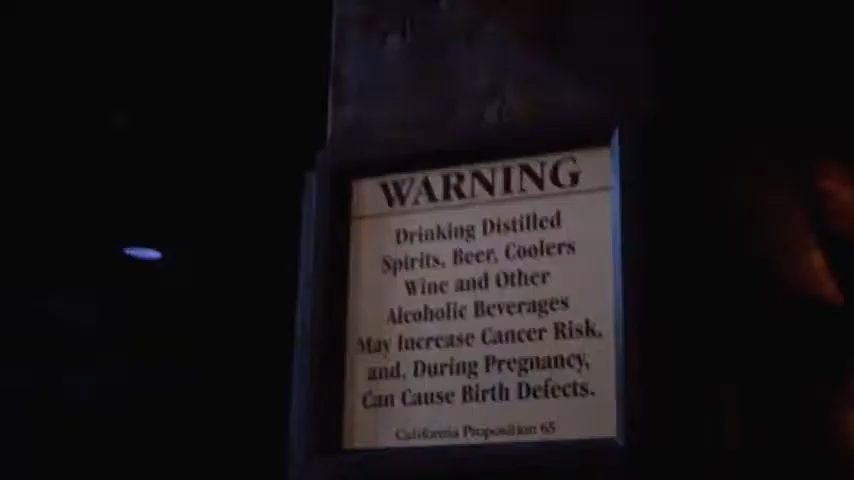 WARNING
Drinking Distilled
Spirits, Beer, Coolers
Wine and Other
Alcoholic Beverages
May Increase Cancer Risk,
and, During Pregnancy,
Can Cause Birth Defects.
California Proposition 65